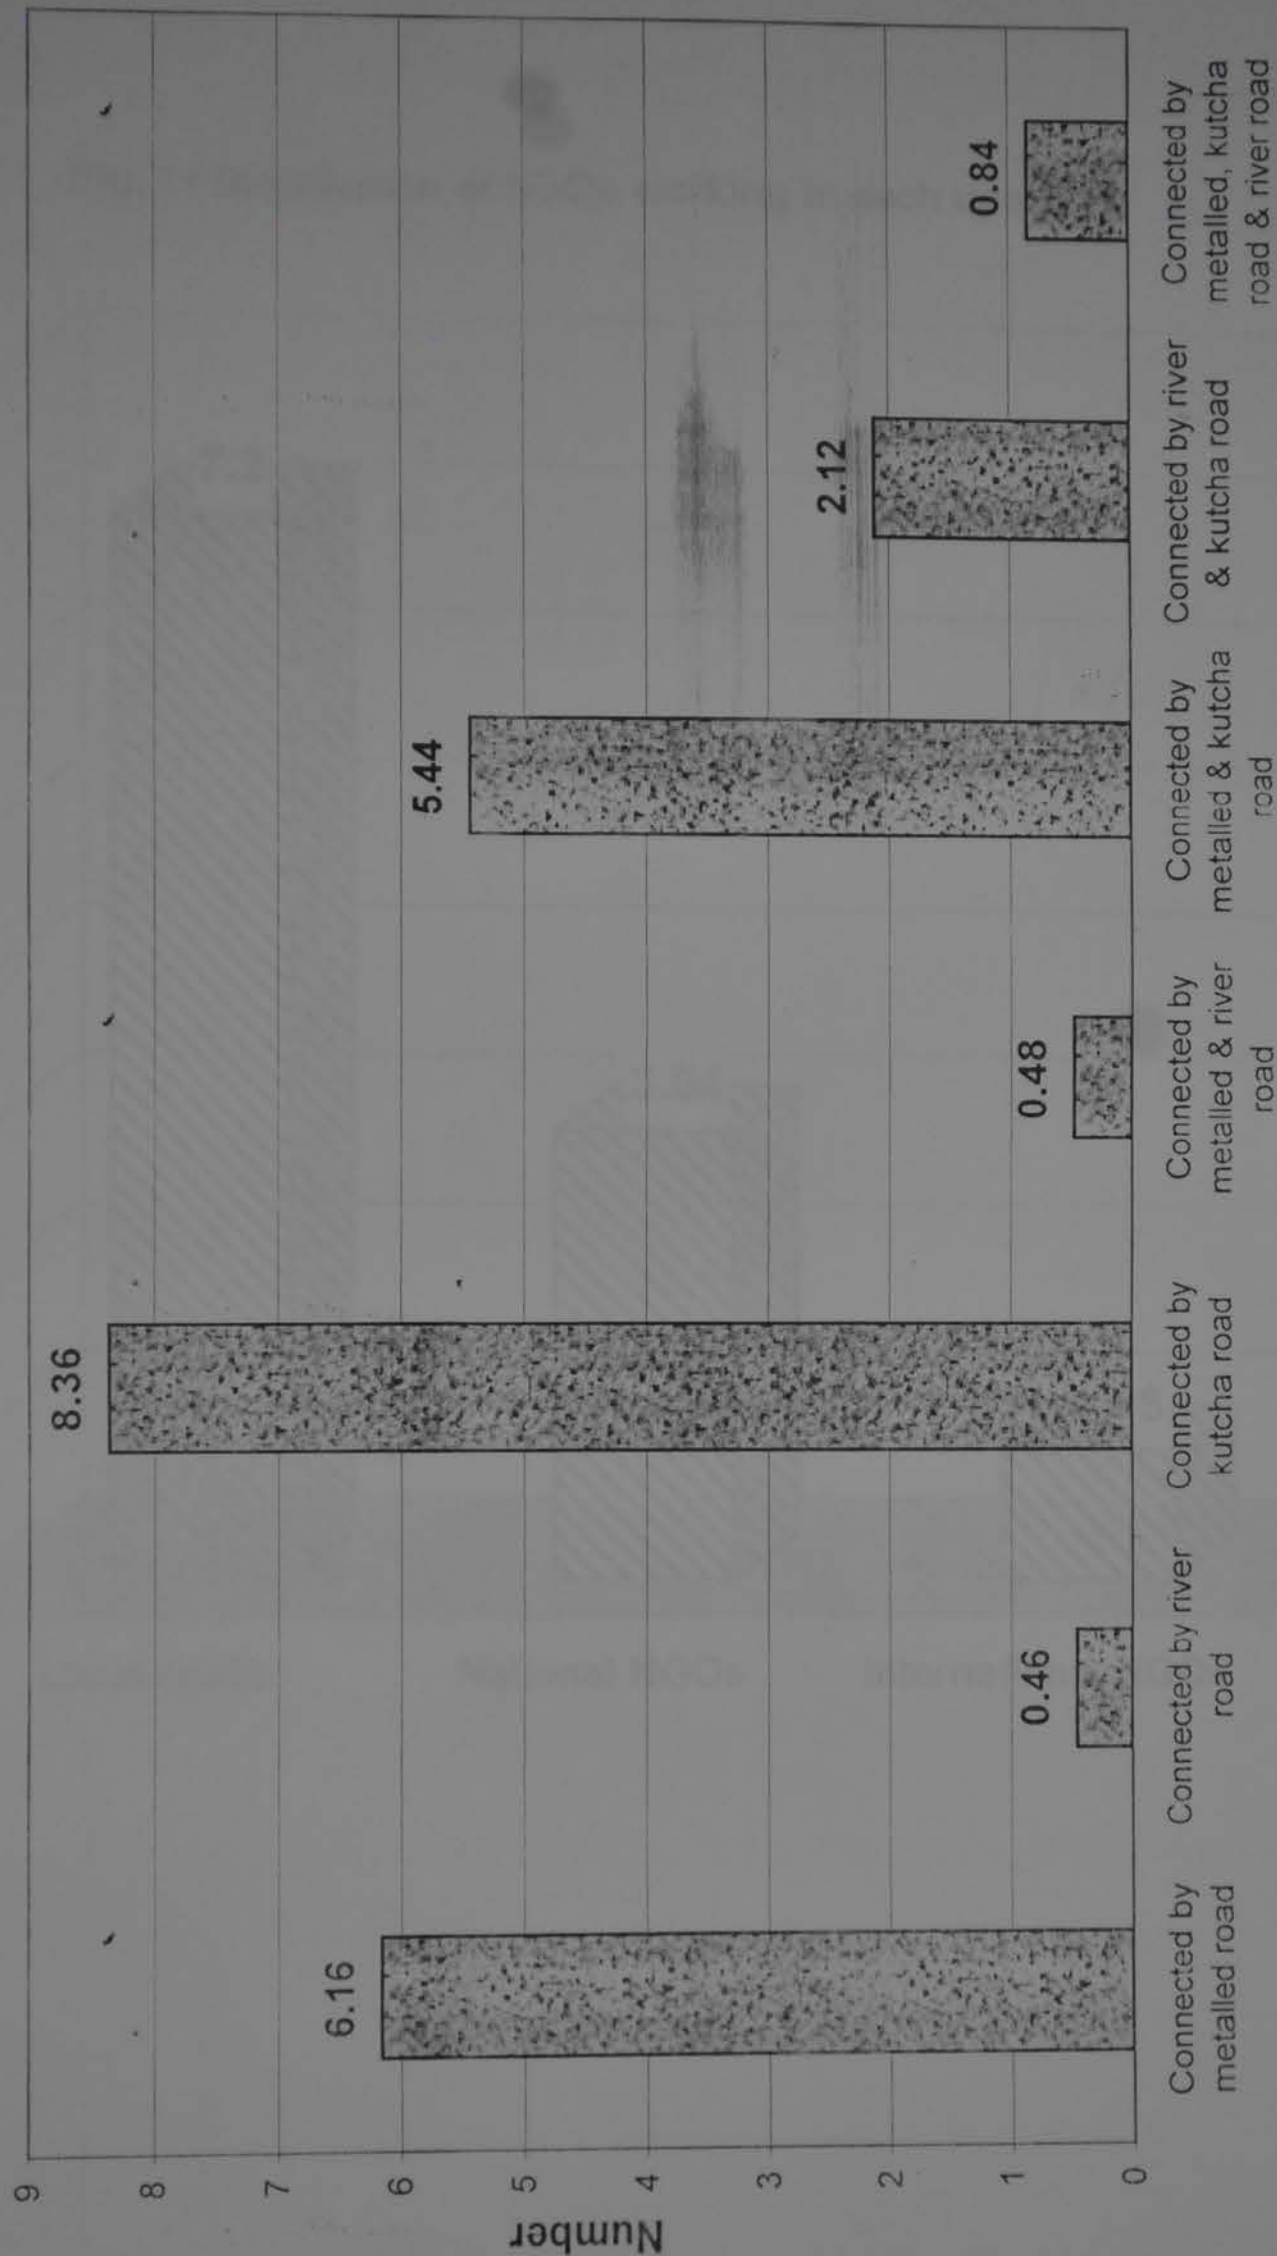 Number
9
8
7
6
5
4
3
2
1
0
6.16
0.46
8.36
0.48
5.44
2.12
0.84
Connected by
metalled road
Connected by river
road
Connected by
kutcha road
Connected by
metalled & river
road
Connected by
metalled & kutcha
road
Connected by river
& kutcha road
Connected by
metalled, kutcha
road & river road
National NGOs